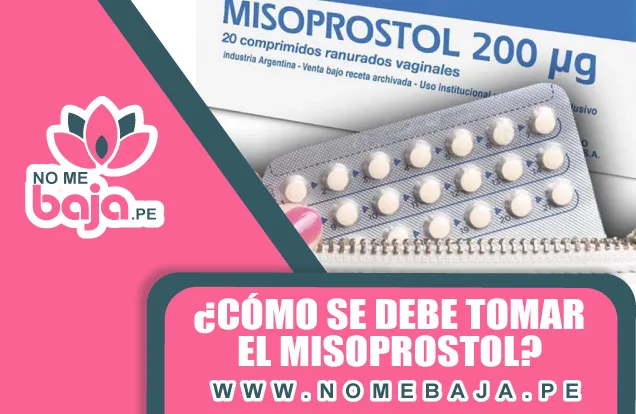 MISOPROSTOL 200 µg
20 comprimidos ranurados vaginales
industria Argentina - Venta bajo receta archivada - Uso Institucional
NO ME
baja.PE
¿CÓMO SE DEBE TOMAR
EL MISOPROSTOL?
WWW.NOMEBAJA.PE